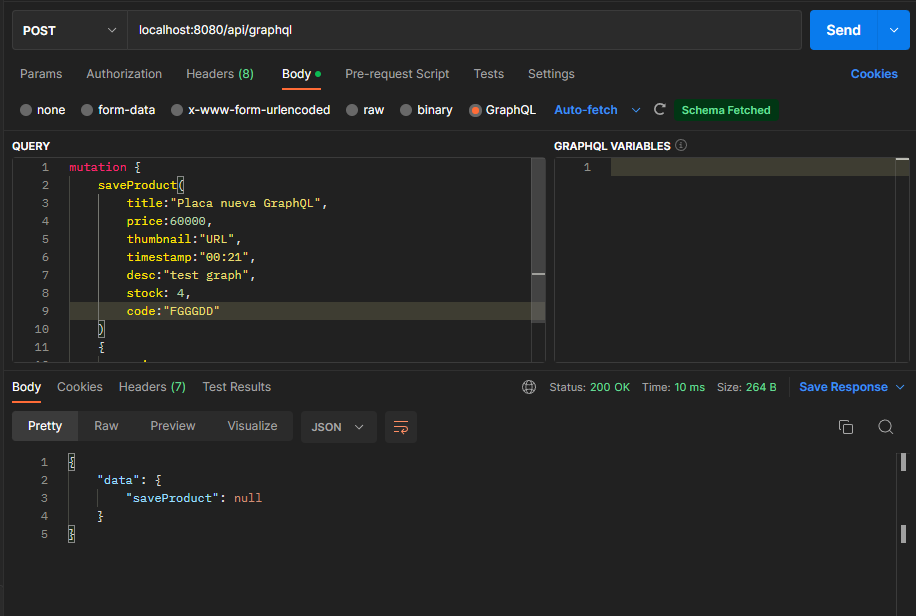 POST localhost:8080/api/graphql Send
Params Authorization Headers (8) Body Pre-request Script Tests Settings Cookies
none form-data x-www-form-urlencoded raw binary GraphQL Auto-fetch Schema Fetched
QUERY GRAPHQL VARIABLES
1 mutation { 1
2 saveProduct(
3 title:"Placa nueva GraphQL",
4 price:60000,
5 thumbnail:"URL",
6 timestamp:"00:21",
7 desc:"test graph",
8 stock: 4,
9 code:"FGGGDD"
10 )
11 {
Body Cookies Headers (7) Test Results Status: 200 OK Time: 10 ms Size: 264 B Save Response
Pretty Raw Preview Visualize JSON
1 {
2 "data": {
3 "saveProduct": null
4 }
5 }